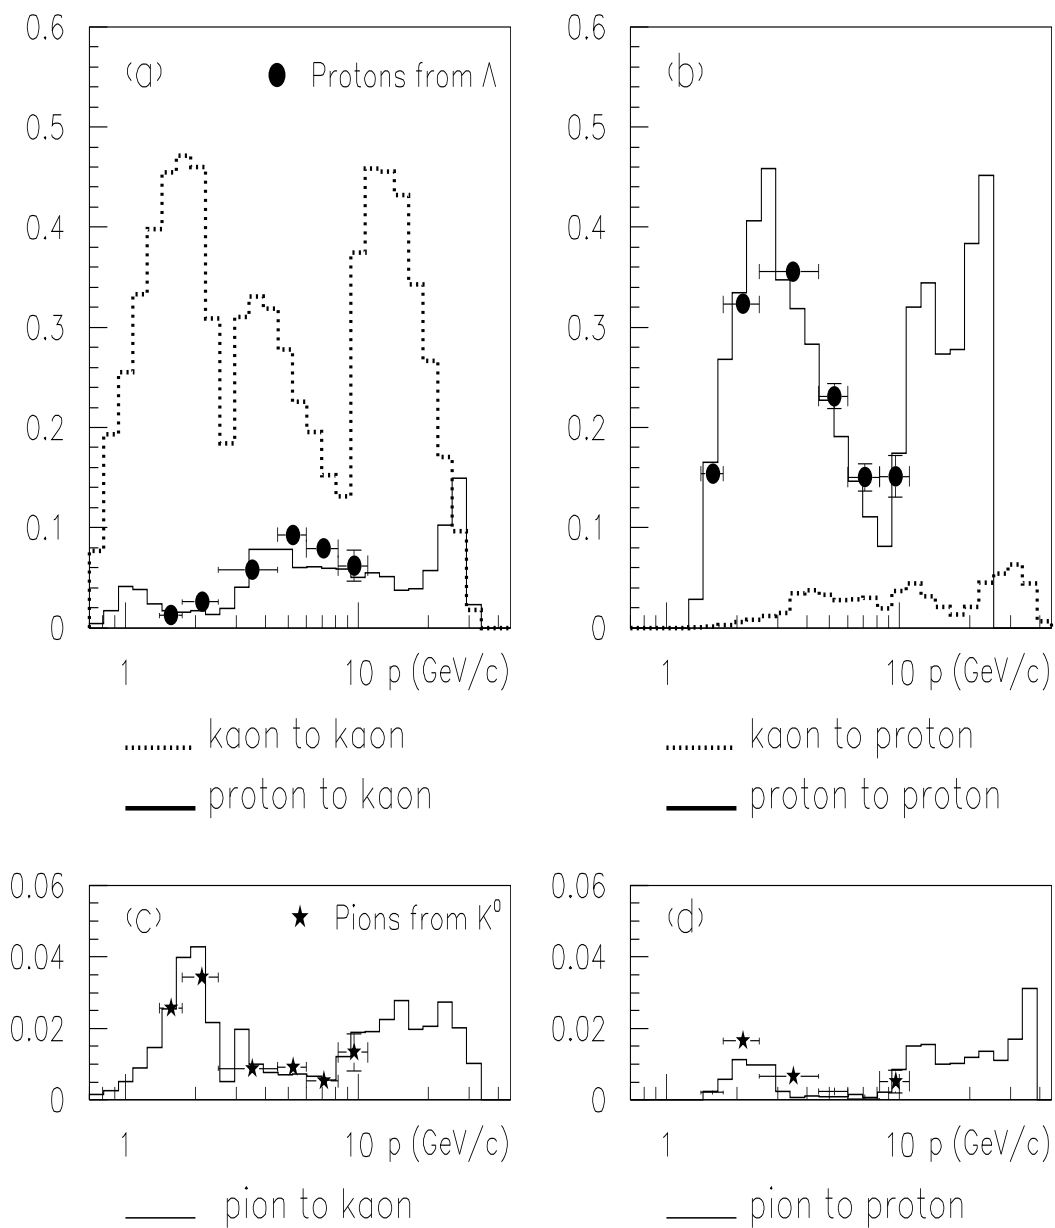 0.6
0.5
0.4
0.3
0.2
0.1
0
(a)
Protons from Λ
1
10 p (GeV/c)
kaon to kaon
proton to kaon
0.6
0.5
0.4
0.3
0.2
0.1
0
(b)
1
10 p (GeV/c)
kaon to proton
proton to proton
0.06
0.04
0.02
0
(c)
Pions from K⁰
1
10 p (GeV/c)
pion to kaon
0.06
0.04
0.02
0
(d)
1
10 p (GeV/c)
pion to proton